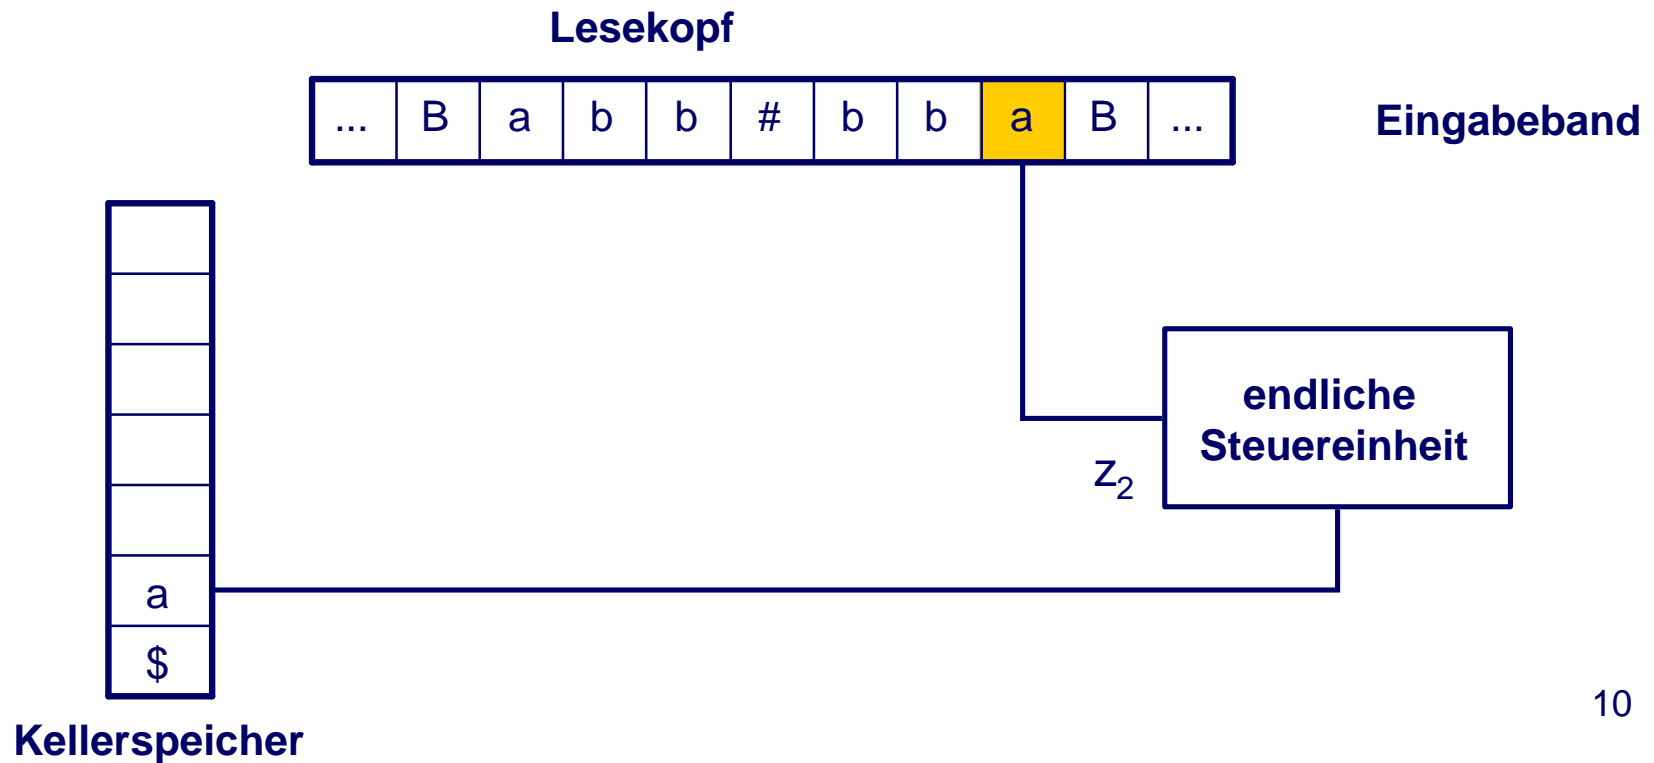 Lesekopf
... B a b b # b b a B ...
Eingabeband
endliche
Steuereinheit
z2
a
$
10
Kellerspeicher